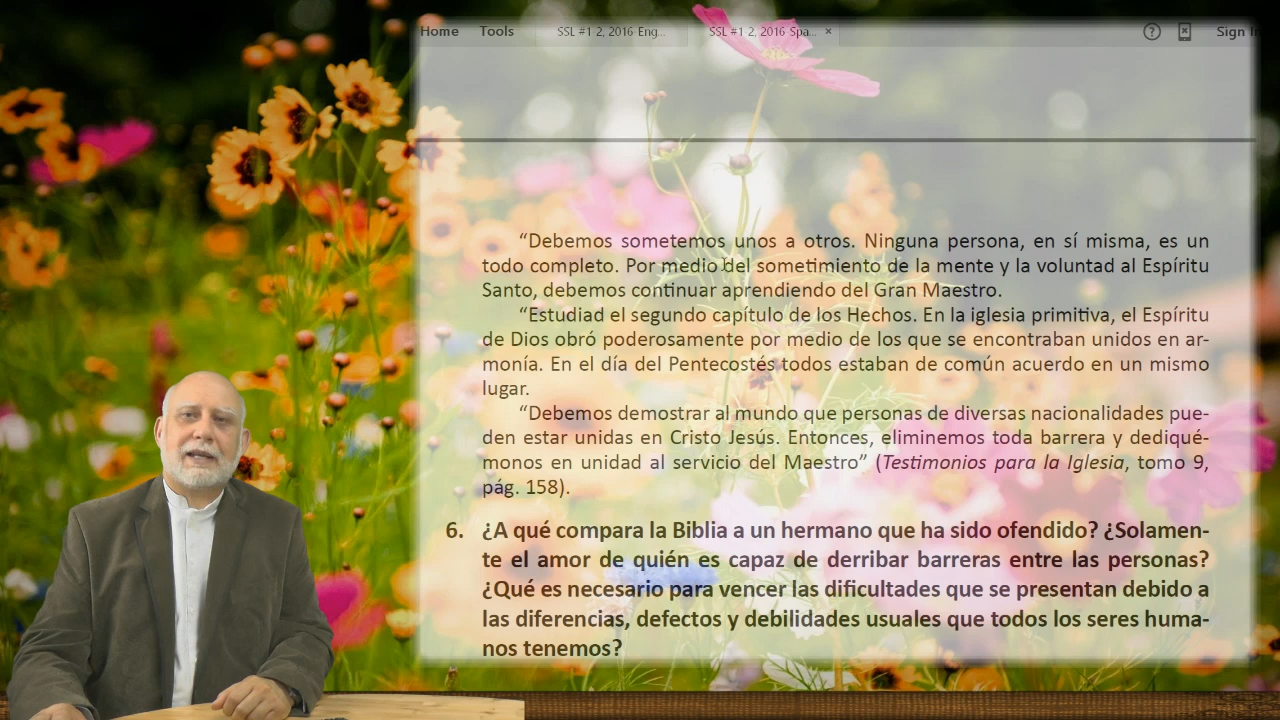 Home Tools SSL #1 2, 2016 Eng... SSL #1 2, 2016 Spa... × ? Sign In
“Debemos sometemos unos a otros. Ninguna persona, en sí misma, es un
todo completo. Por medio del sometimiento de la mente y la voluntad al Espíritu
Santo, debemos continuar aprendiendo del Gran Maestro.
“Estudiad el segundo capítulo de los Hechos. En la iglesia primitiva, el Espíritu
de Dios obró poderosamente por medio de los que se encontraban unidos en ar-
monía. En el día del Pentecostés todos estaban de común acuerdo en un mismo
lugar.
“Debemos demostrar al mundo que personas de diversas nacionalidades pue-
den estar unidas en Cristo Jesús. Entonces, eliminemos toda barrera y dediqué-
monos en unidad al servicio del Maestro” (Testimonios para la Iglesia, tomo 9,
pág. 158).
6. ¿A qué compara la Biblia a un hermano que ha sido ofendido? ¿Solamen-
te el amor de quién es capaz de derribar barreras entre las personas?
¿Qué es necesario para vencer las dificultades que se presentan debido a
las diferencias, defectos y debilidades usuales que todos los seres huma-
nos tenemos?